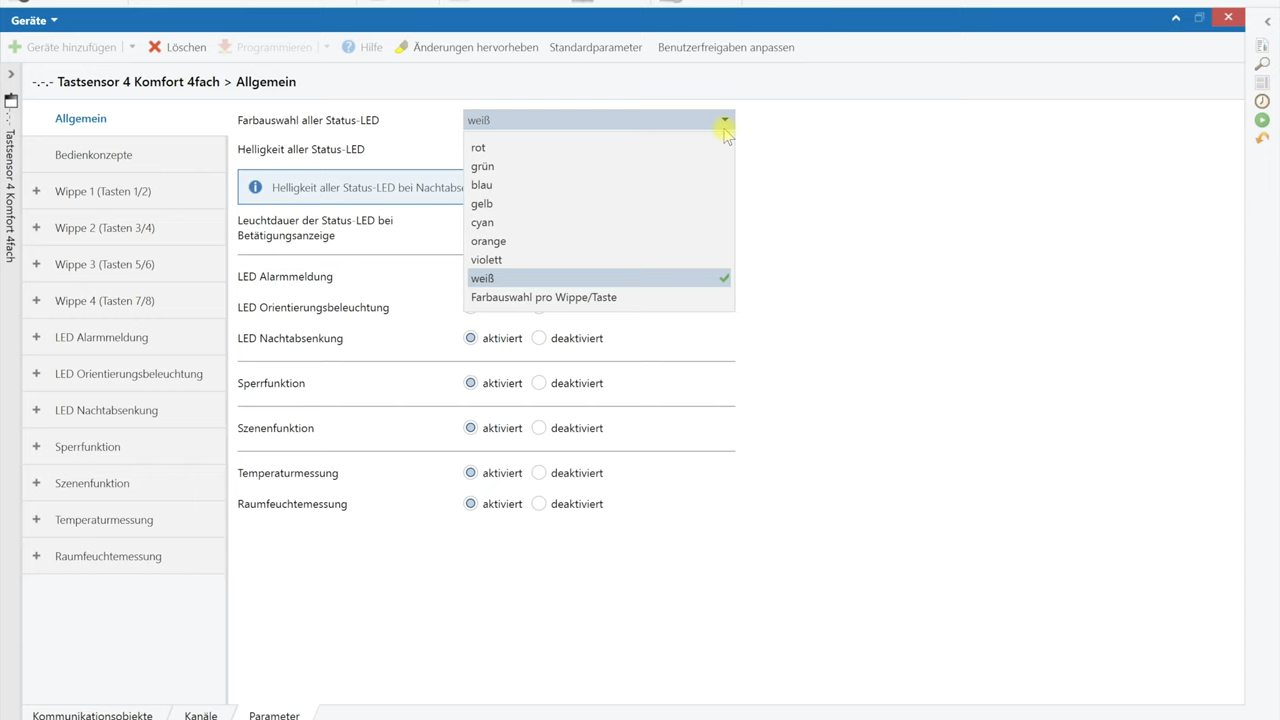 Geräte
Geräte hinzufügen
Löschen
Programmieren
Hilfe
Änderungen hervorheben
Standardparameter
Benutzerfreigaben anpassen
-.-.- Tastsensor 4 Komfort 4fach > Allgemein
-.-.- Tastsensor 4 Komfort 4fach
Allgemein
Bedienkonzepte
Wippe 1 (Tasten 1/2)
Wippe 2 (Tasten 3/4)
Wippe 3 (Tasten 5/6)
Wippe 4 (Tasten 7/8)
LED Alarmmeldung
LED Orientierungsbeleuchtung
LED Nachtabsenkung
Sperrfunktion
Szenenfunktion
Temperaturmessung
Raumfeuchtemessung
Farbauswahl aller Status-LED
weiß
rot
grün
blau
gelb
cyan
orange
violett
weiß
Farbauswahl pro Wippe/Taste
Helligkeit aller Status-LED
Helligkeit aller Status-LED bei Nachtabse
Leuchtdauer der Status-LED bei
Betätigungsanzeige
LED Alarmmeldung
LED Orientierungsbeleuchtung
LED Nachtabsenkung aktiviert deaktiviert
Sperrfunktion aktiviert deaktiviert
Szenenfunktion aktiviert deaktiviert
Temperaturmessung aktiviert deaktiviert
Raumfeuchtemessung aktiviert deaktiviert
Kommunikationsobjekte
Kanäle
Parameter